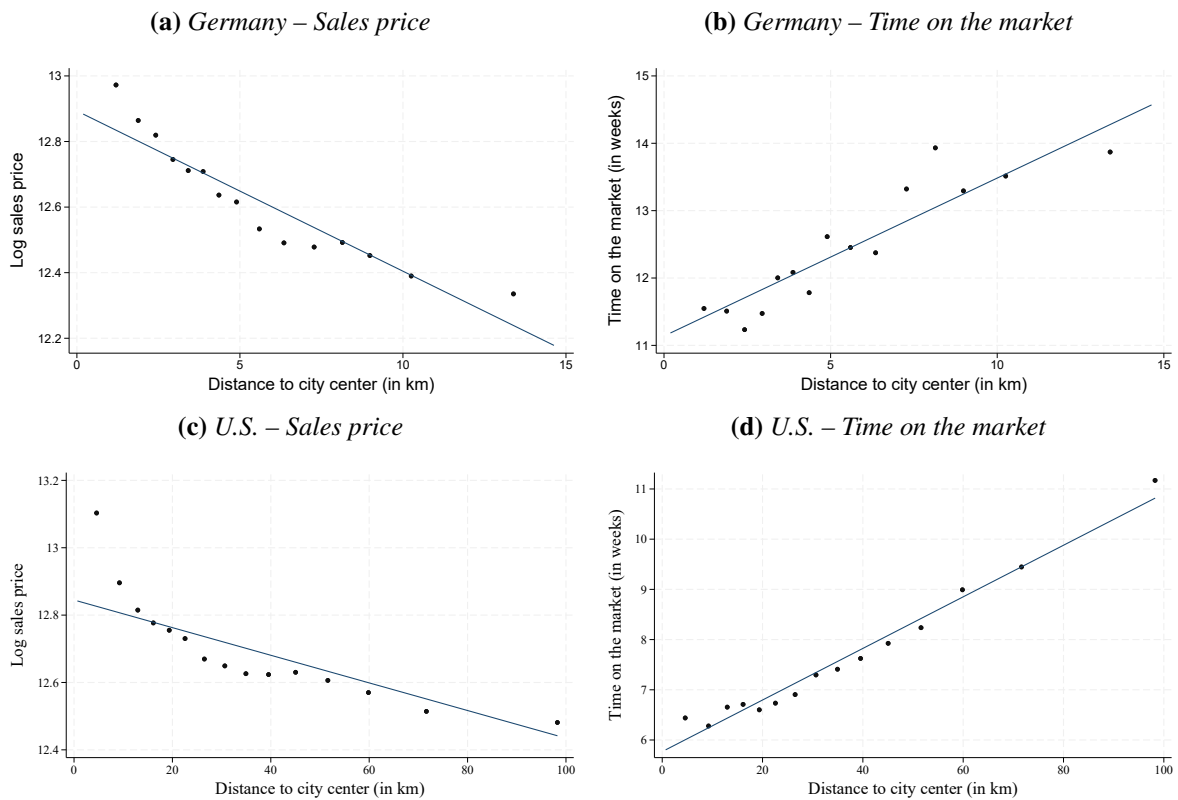 (a) Germany – Sales price
13
12.8
12.6
12.4
12.2
Log sales price
0 5 10 15
Distance to city center (in km)
(b) Germany – Time on the market
15
14
13
12
11
Time on the market (in weeks)
0 5 10 15
Distance to city center (in km)
(c) U.S. – Sales price
13.2
13
12.8
12.6
12.4
Log sales price
0 20 40 60 80 100
Distance to city center (in km)
(d) U.S. – Time on the market
11
10
9
8
7
6
Time on the market (in weeks)
0 20 40 60 80 100
Distance to city center (in km)